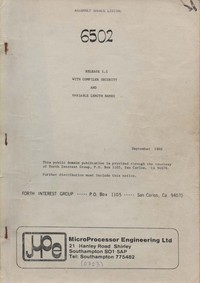 6502
RELEASE 1.1
WITH COMPILER SECURITY
AND
VARIABLE LENGTH NAMES
September 1980
This public domain publication is provided through the courtesy
of Forth Interest Group, P.O. Box 1105, San Carlos, CA 94070
Further distribution must include this notice.
FORTH INTEREST GROUP ---- P.O. Box 1105 ---- San Carlos, Ca. 94070
mpe
MicroProcessor Engineering Ltd
21 Hanley Road Shirley
Southampton SO1 5AP
Tel: Southampton 775482